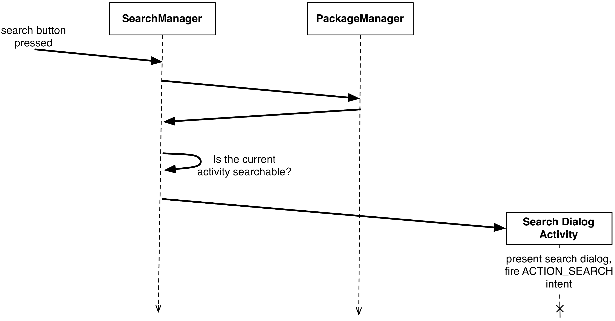 SearchManager
PackageManager
search button
pressed
Is the current
activity searchable?
Search Dialog
Activity
present search dialog,
fire ACTION_SEARCH
intent